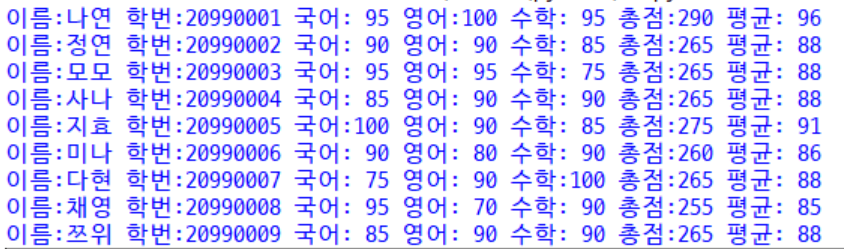 이름:나연 학번:20990001 국어: 95 영어:100 수학: 95 총점:290 평균: 96
이름:정연 학번:20990002 국어: 90 영어: 90 수학: 85 총점:265 평균: 88
이름:모모 학번:20990003 국어: 95 영어: 95 수학: 75 총점:265 평균: 88
이름:사나 학번:20990004 국어: 85 영어: 90 수학: 90 총점:265 평균: 88
이름:지효 학번:20990005 국어:100 영어: 90 수학: 85 총점:275 평균: 91
이름:미나 학번:20990006 국어: 90 영어: 80 수학: 90 총점:260 평균: 86
이름:다현 학번:20990007 국어: 75 영어: 90 수학:100 총점:265 평균: 88
이름:채영 학번:20990008 국어: 95 영어: 70 수학: 90 총점:255 평균: 85
이름:쯔위 학번:20990009 국어: 85 영어: 90 수학: 90 총점:265 평균: 88